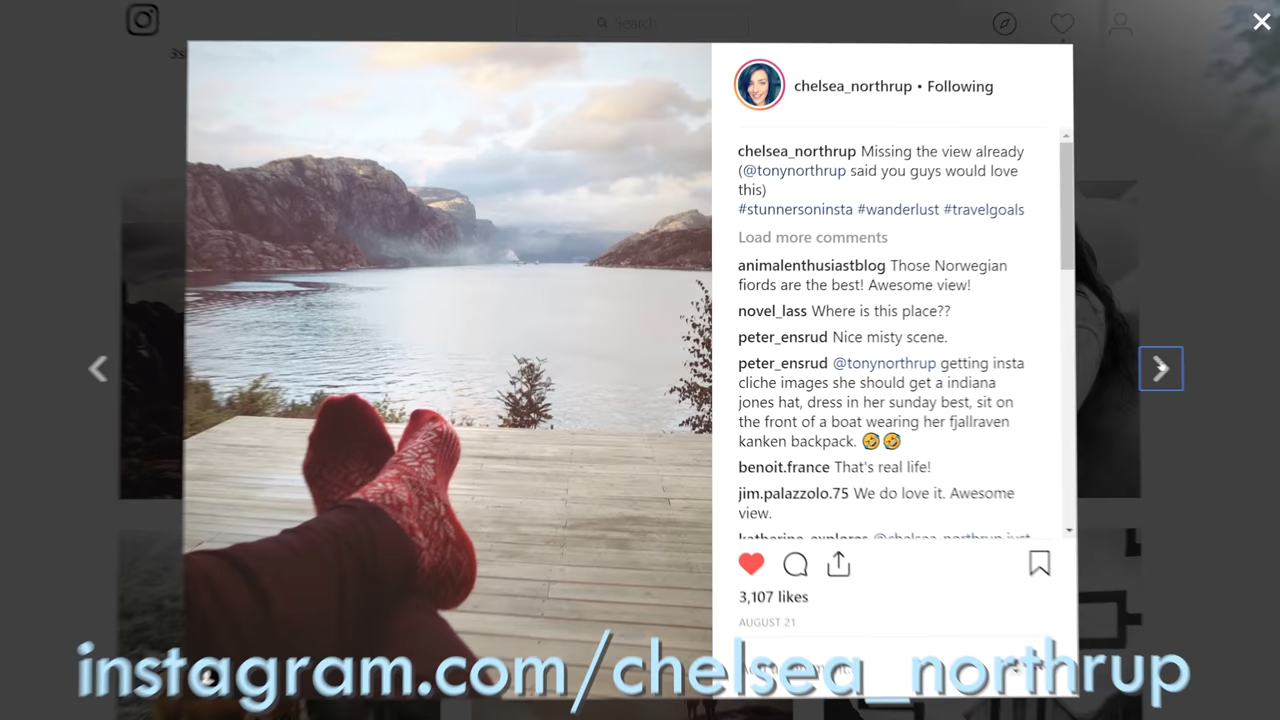 Search
chelsea_northrup • Following
chelsea_northrup Missing the view already
(@tonynorthrup said you guys would love
this)
#stunnersoninsta #wanderlust #travelgoals
Load more comments
animalenthusiastblog Those Norwegian
fiords are the best! Awesome view!
novel_lass Where is this place??
peter_ensrud Nice misty scene.
peter_ensrud @tonynorthrup getting insta
cliche images she should get a indiana
jones hat, dress in her sunday best, sit on
the front of a boat wearing her fjallraven
kanken backpack. 🤣🤣
benoit.france That's real life!
jim.palazzolo.75 We do love it. Awesome
view.
katherine_explores @chelsea_northrup just
3,107 likes
AUGUST 21
instagram.com/chelsea_northrup